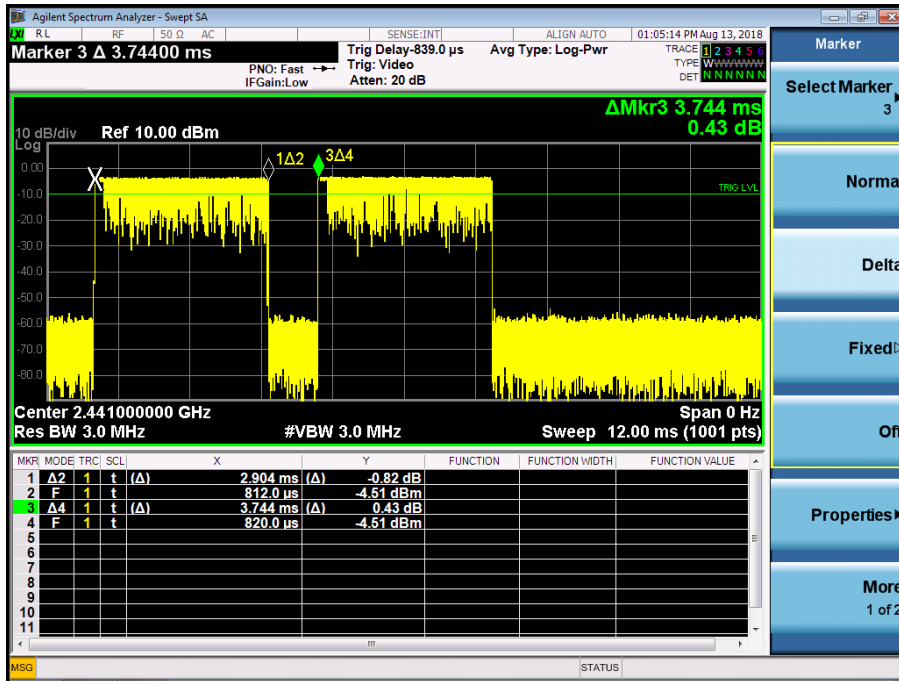 Agilent Spectrum Analyzer - Swept SA
LXI RL RF 50 Ω AC SENSE:INT ALIGN AUTO 01:05:14 PM Aug 13, 2018
Marker 3 Δ 3.74400 ms
PNO: Fast
IFGain:Low
Trig Delay-839.0 µs
Trig: Video
Atten: 20 dB
Avg Type: Log-Pwr
TRACE 1 2 3 4 5 6
TYPE WWWWWW
DET N N N N N N
ΔMkr3 3.744 ms
0.43 dB
10 dB/div Ref 10.00 dBm
Log
1Δ2
3Δ4
0.00
X
TRIG LVL
-10.0
-20.0
-30.0
-40.0
-50.0
-60.0
-70.0
-80.0
Center 2.441000000 GHz Span 0 Hz
Res BW 3.0 MHz #VBW 3.0 MHz Sweep 12.00 ms (1001 pts)
MKR MODE TRC SCL X Y FUNCTION FUNCTION WIDTH FUNCTION VALUE
1 Δ2 1 t (Δ) 2.904 ms (Δ) -0.82 dB
2 F 1 t 812.0 µs -4.51 dBm
3 Δ4 1 t (Δ) 3.744 ms (Δ) 0.43 dB
4 F 1 t 820.0 µs -4.51 dBm
5
6
7
8
9
10
11
MSG STATUS
Marker
Select Marker
3
Norma
Delta
Fixed
Off
Properties
More
1 of 2